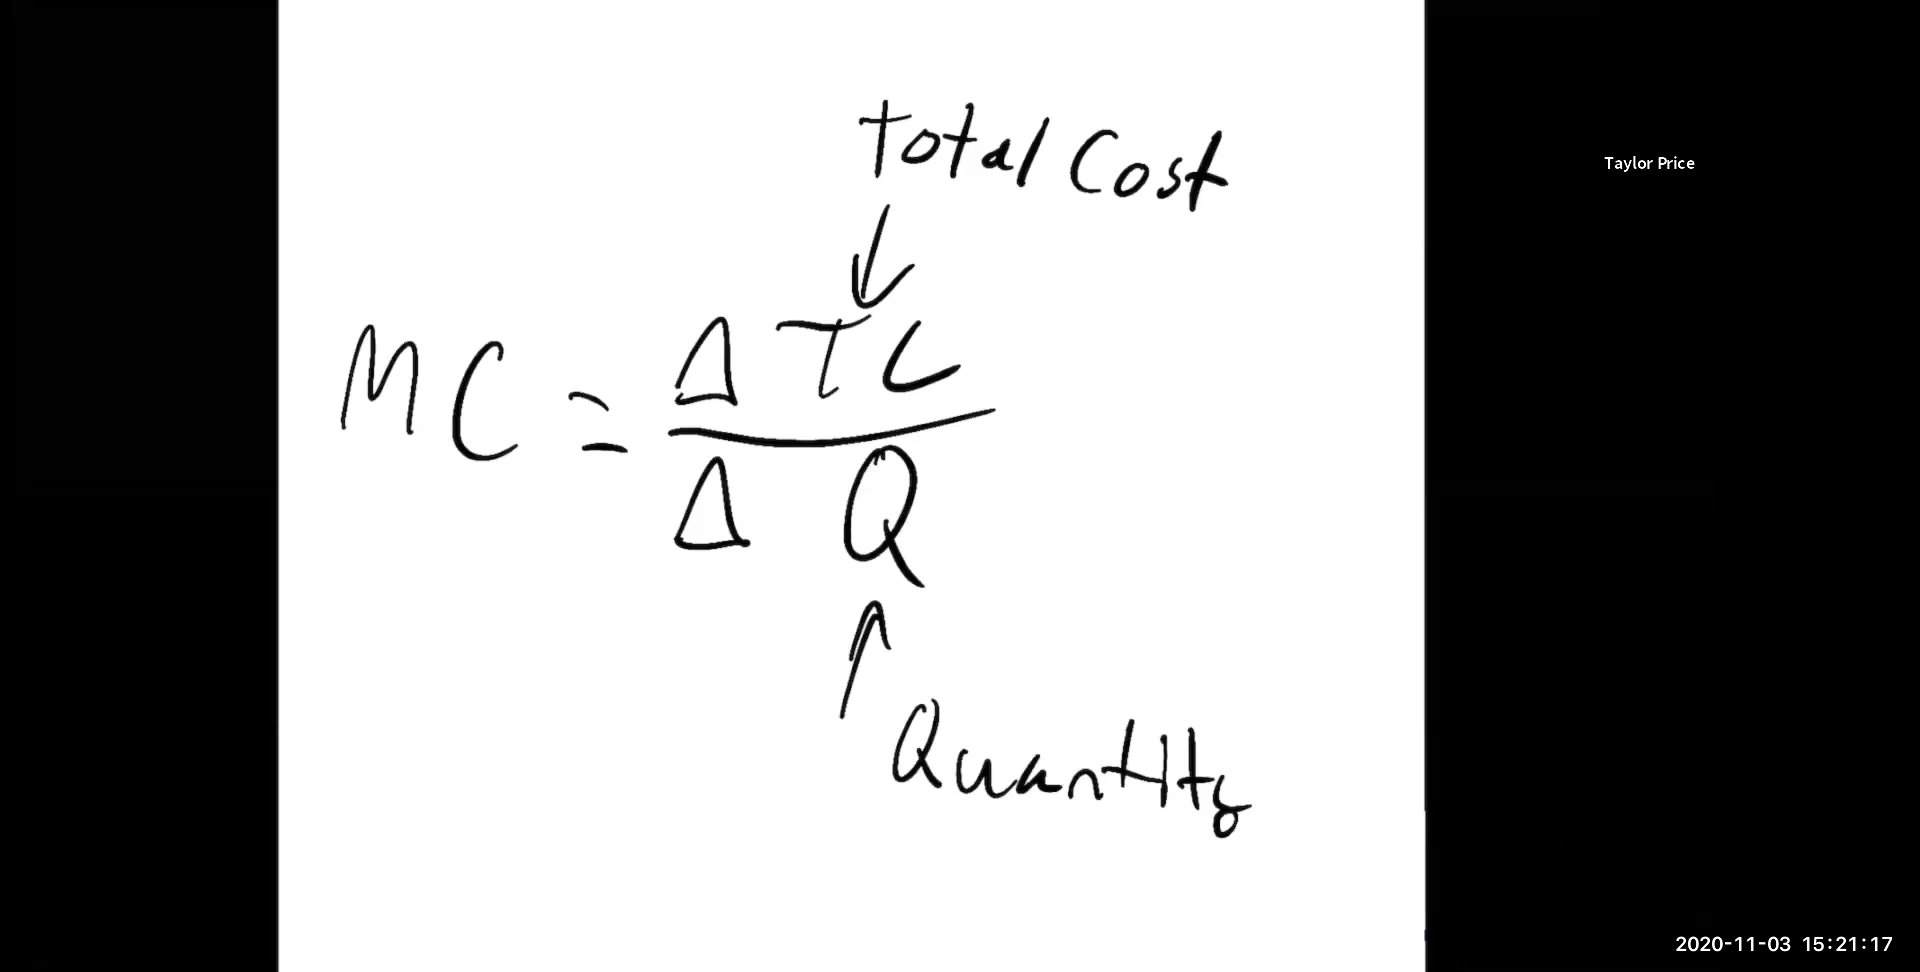 Total Cost
MC = ΔTC / ΔQ
Quantity
Taylor Price
2020-11-03 15:21:17